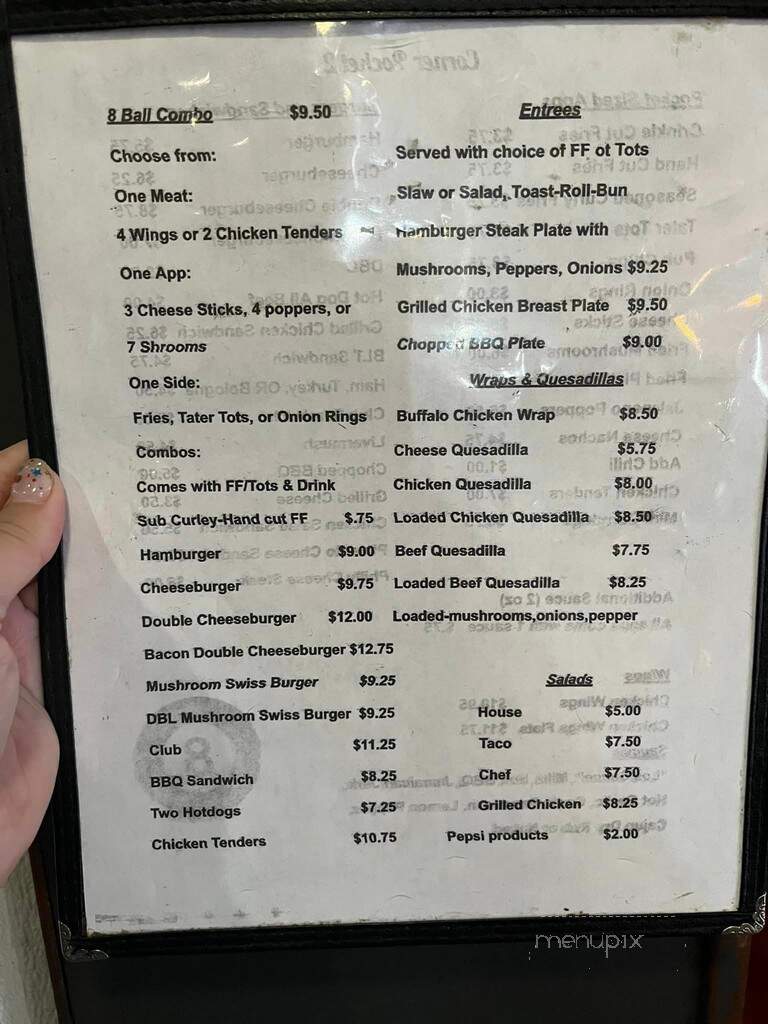 8 Ball Combo $9.50
Choose from:
One Meat:
4 Wings or 2 Chicken Tenders
One App:
3 Cheese Sticks, 4 poppers, or
7 Shrooms
One Side:
Fries, Tater Tots, or Onion Rings
Combos:
Comes with FF/Tots & Drink
Sub Curley-Hand cut FF $.75
Hamburger $9.00
Cheeseburger $9.75
Double Cheeseburger $12.00
Bacon Double Cheeseburger $12.75
Mushroom Swiss Burger $9.25
DBL Mushroom Swiss Burger $9.25
Club $11.25
BBQ Sandwich $8.25
Two Hotdogs $7.25
Chicken Tenders $10.75
Entrees
Served with choice of FF ot Tots
Slaw or Salad, Toast-Roll-Bun
Hamburger Steak Plate with
Mushrooms, Peppers, Onions $9.25
Grilled Chicken Breast Plate $9.50
Chopped BBQ Plate $9.00
Wraps & Quesadillas
Buffalo Chicken Wrap $8.50
Cheese Quesadilla $5.75
Chicken Quesadilla $8.00
Loaded Chicken Quesadilla $8.50
Beef Quesadilla $7.75
Loaded Beef Quesadilla $8.25
Loaded-mushrooms,onions,pepper
Salads
House $5.00
Taco $7.50
Chef $7.50
Grilled Chicken $8.25
Pepsi products $2.00
menupix